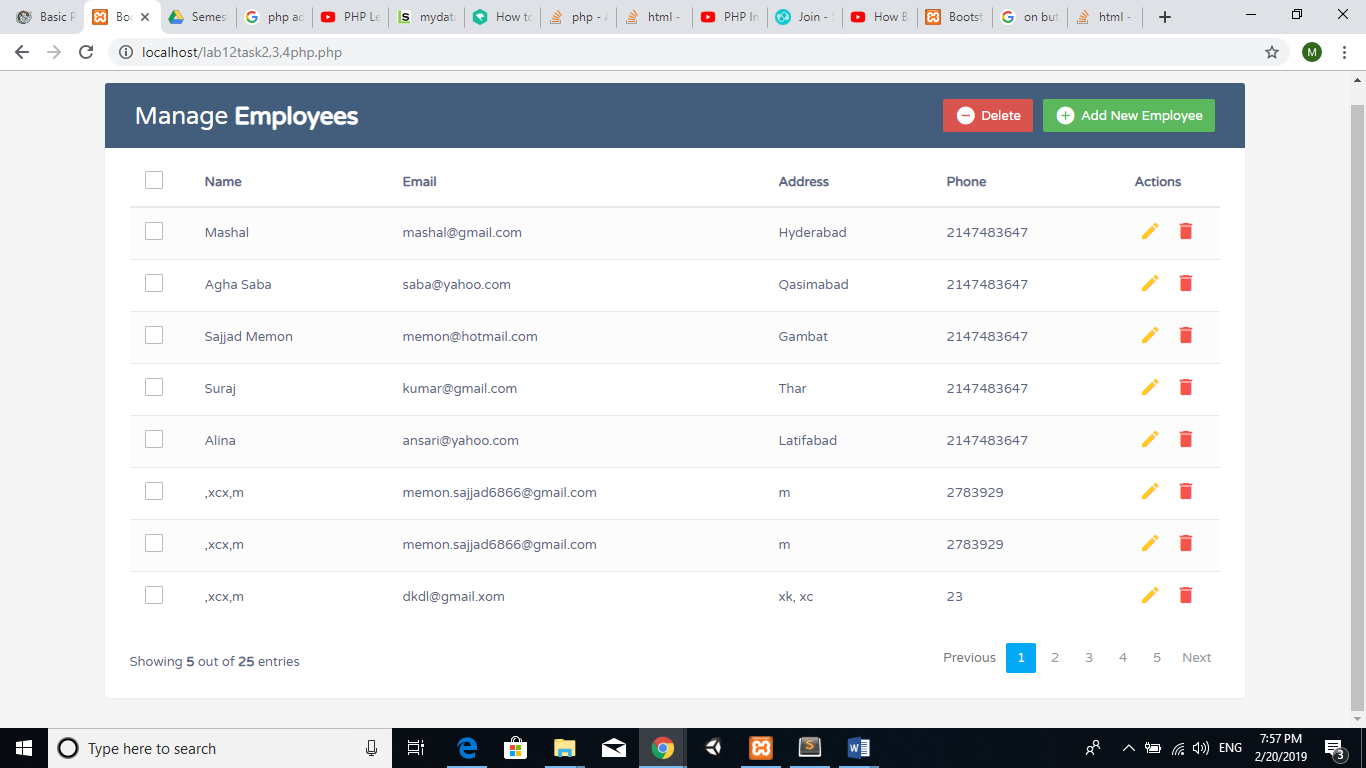 Basic P Boo Semes php ad PHP Le mydata How to php - A html - PHP In Join - How B Bootst on but html -
localhost/lab12task2,3,4php.php M
Manage Employees Delete Add New Employee
Name Email Address Phone Actions
Mashal mashal@gmail.com Hyderabad 2147483647
Agha Saba saba@yahoo.com Qasimabad 2147483647
Sajjad Memon memon@hotmail.com Gambat 2147483647
Suraj kumar@gmail.com Thar 2147483647
Alina ansari@yahoo.com Latifabad 2147483647
,xcx,m memon.sajjad6866@gmail.com m 2783929
,xcx,m memon.sajjad6866@gmail.com m 2783929
,xcx,m dkdl@gmail.xom xk, xc 23
Showing 5 out of 25 entries Previous 1 2 3 4 5 Next
Type here to search ENG 7:57 PM
2/20/2019 3